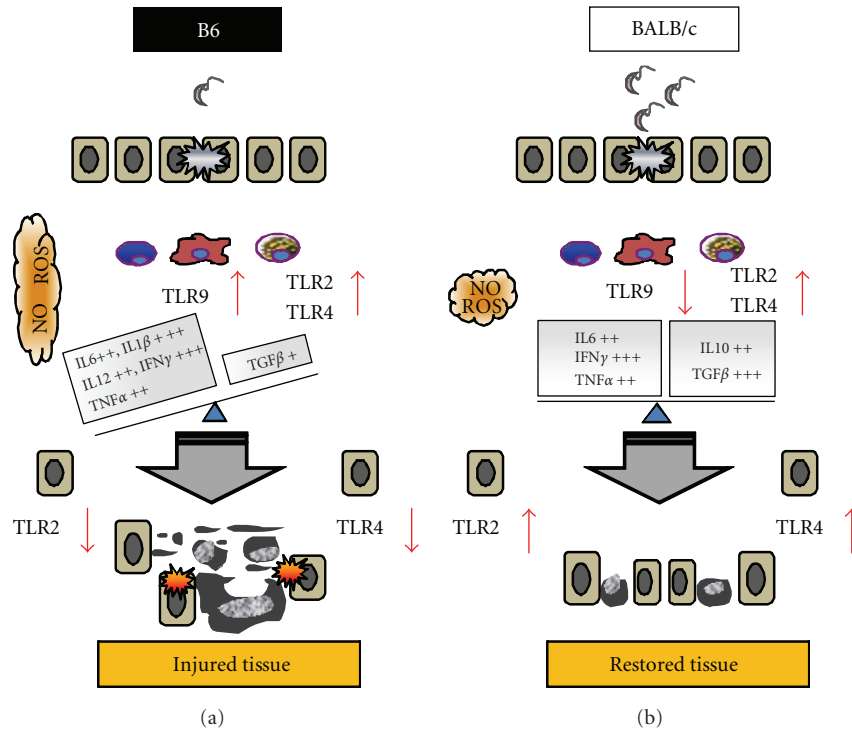 B6
NO ROS
TLR9
TLR2
TLR4
IL6++, IL1β +++
IL12 ++, IFNγ +++
TNFα ++
TGFβ +
TLR2
TLR4
Injured tissue
(a)
BALB/c
NO
ROS
TLR9
TLR2
TLR4
IL6 ++
IFNγ +++
TNFα ++
IL10 ++
TGFβ +++
TLR2
TLR4
Restored tissue
(b)